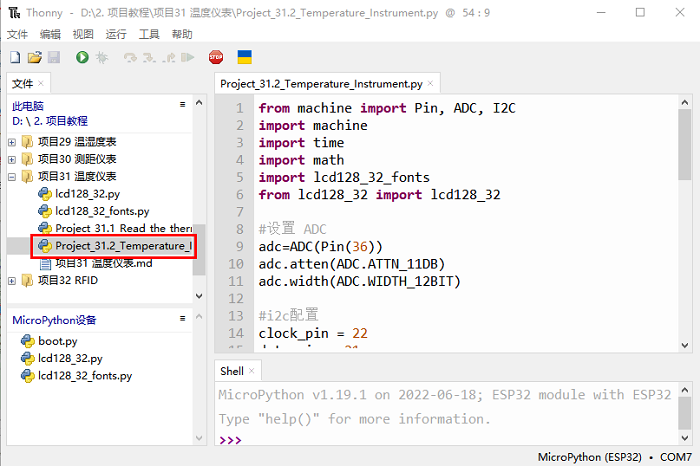 Thonny - D:\2. 项目教程\项目31 温度仪表\Project_31.2_Temperature_Instrument.py @ 54 : 9
文件 编辑 视图 运行 工具 帮助
STOP
文件 ×
此电脑
D: \ 2. 项目教程
项目29 温湿度表
项目30 测距仪表
项目31 温度仪表
lcd128_32.py
lcd128_32_fonts.py
Project 31.1 Read the therr
Project_31.2_Temperature_I
项目31 温度仪表.md
项目32 RFID
MicroPython设备
boot.py
lcd128_32.py
lcd128_32_fonts.py
Project_31.2_Temperature_Instrument.py ×
1 from machine import Pin, ADC, I2C
2 import machine
3 import time
4 import math
5 import lcd128_32_fonts
6 from lcd128_32 import lcd128_32
7
8 #设置 ADC
9 adc=ADC(Pin(36))
10 adc.atten(ADC.ATTN_11DB)
11 adc.width(ADC.WIDTH_12BIT)
12
13 #i2c配置
14 clock_pin = 22
Shell ×
MicroPython v1.19.1 on 2022-06-18; ESP32 module with ESP32
Type "help()" for more information.
>>>
MicroPython (ESP32) • COM7